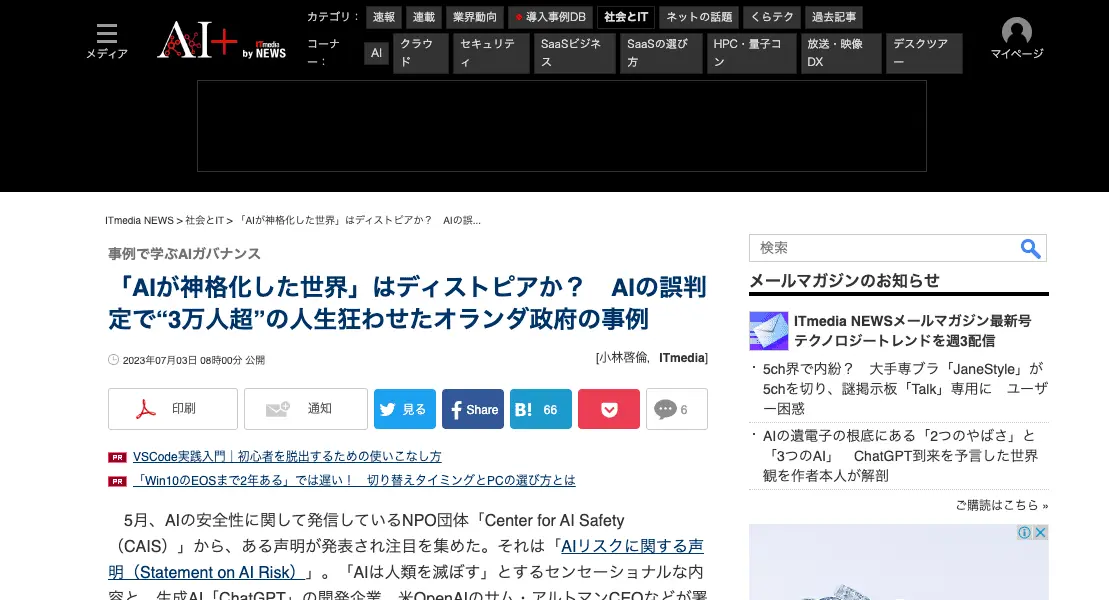 メディア
AI+ by ITmedia NEWS
カテゴリ：
速報
連載
業界動向
導入事例DB
社会とIT
ネットの話題
くらテク
過去記事
コーナー：
AI
クラウド
セキュリティ
SaaSビジネス
SaaSの選び方
HPC・量子コン
放送・映像DX
デスクツアー
マイページ
ITmedia NEWS > 社会とIT > 「AIが神格化した世界」はディストピアか？　AIの誤...
事例で学ぶAIガバナンス
「AIが神格化した世界」はディストピアか？　AIの誤判
定で“3万人超”の人生狂わせたオランダ政府の事例
2023年07月03日 08時00分 公開
[小林啓倫，ITmedia]
印刷
通知
見る
Share
B! 66
6
PR VSCode実践入門｜初心者を脱出するための使いこなし方
PR 「Win10のEOSまで2年ある」では遅い！　切り替えタイミングとPCの選び方とは
5月、AIの安全性に関して発信しているNPO団体「Center for AI Safety
（CAIS）」から、ある声明が発表され注目を集めた。それは「AIリスクに関する声
明（Statement on AI Risk）」。「AIは人類を滅ぼす」とするセンセーショナルな内
容と、生成AI「ChatGPT」の開発企業、米OpenAIのサム・アルトマンCEOなどが署
検索
メールマガジンのお知らせ
ITmedia NEWSメールマガジン最新号
テクノロジートレンドを週3配信
・5ch界で内紛？　大手専ブラ「JaneStyle」が
5chを切り、謎掲示板「Talk」専用に　ユーザ
ー困惑
・AIの遺電子の根底にある「2つのやばさ」と
「3つのAI」　ChatGPT到来を予言した世界
観を作者本人が解剖
ご購読はこちら »